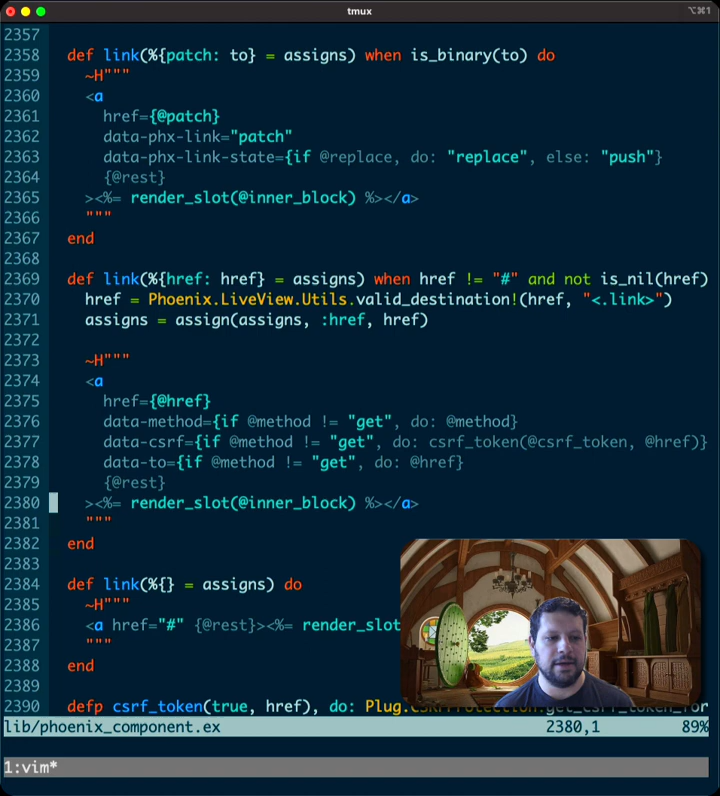 tmux
⌥⌘1
2357
2358 def link(%{patch: to} = assigns) when is_binary(to) do
2359 ~H"""
2360 <a
2361 href={@patch}
2362 data-phx-link="patch"
2363 data-phx-link-state={if @replace, do: "replace", else: "push"}
2364 {@rest}
2365 ><%= render_slot(@inner_block) %></a>
2366 """
2367 end
2368
2369 def link(%{href: href} = assigns) when href != "#" and not is_nil(href)
2370 href = Phoenix.LiveView.Utils.valid_destination!(href, "<.link>")
2371 assigns = assign(assigns, :href, href)
2372
2373 ~H"""
2374 <a
2375 href={@href}
2376 data-method={if @method != "get", do: @method}
2377 data-csrf={if @method != "get", do: csrf_token(@csrf_token, @href)}
2378 data-to={if @method != "get", do: @href}
2379 {@rest}
2380 ><%= render_slot(@inner_block) %></a>
2381 """
2382 end
2383
2384 def link(%{} = assigns) do
2385 ~H"""
2386 <a href="#" {@rest}><%= render_slot
2387 """
2388 end
2389
2390 defp csrf_token(true, href), do: Plug.
lib/phoenix_component.ex 2380,1 89%
1:vim*